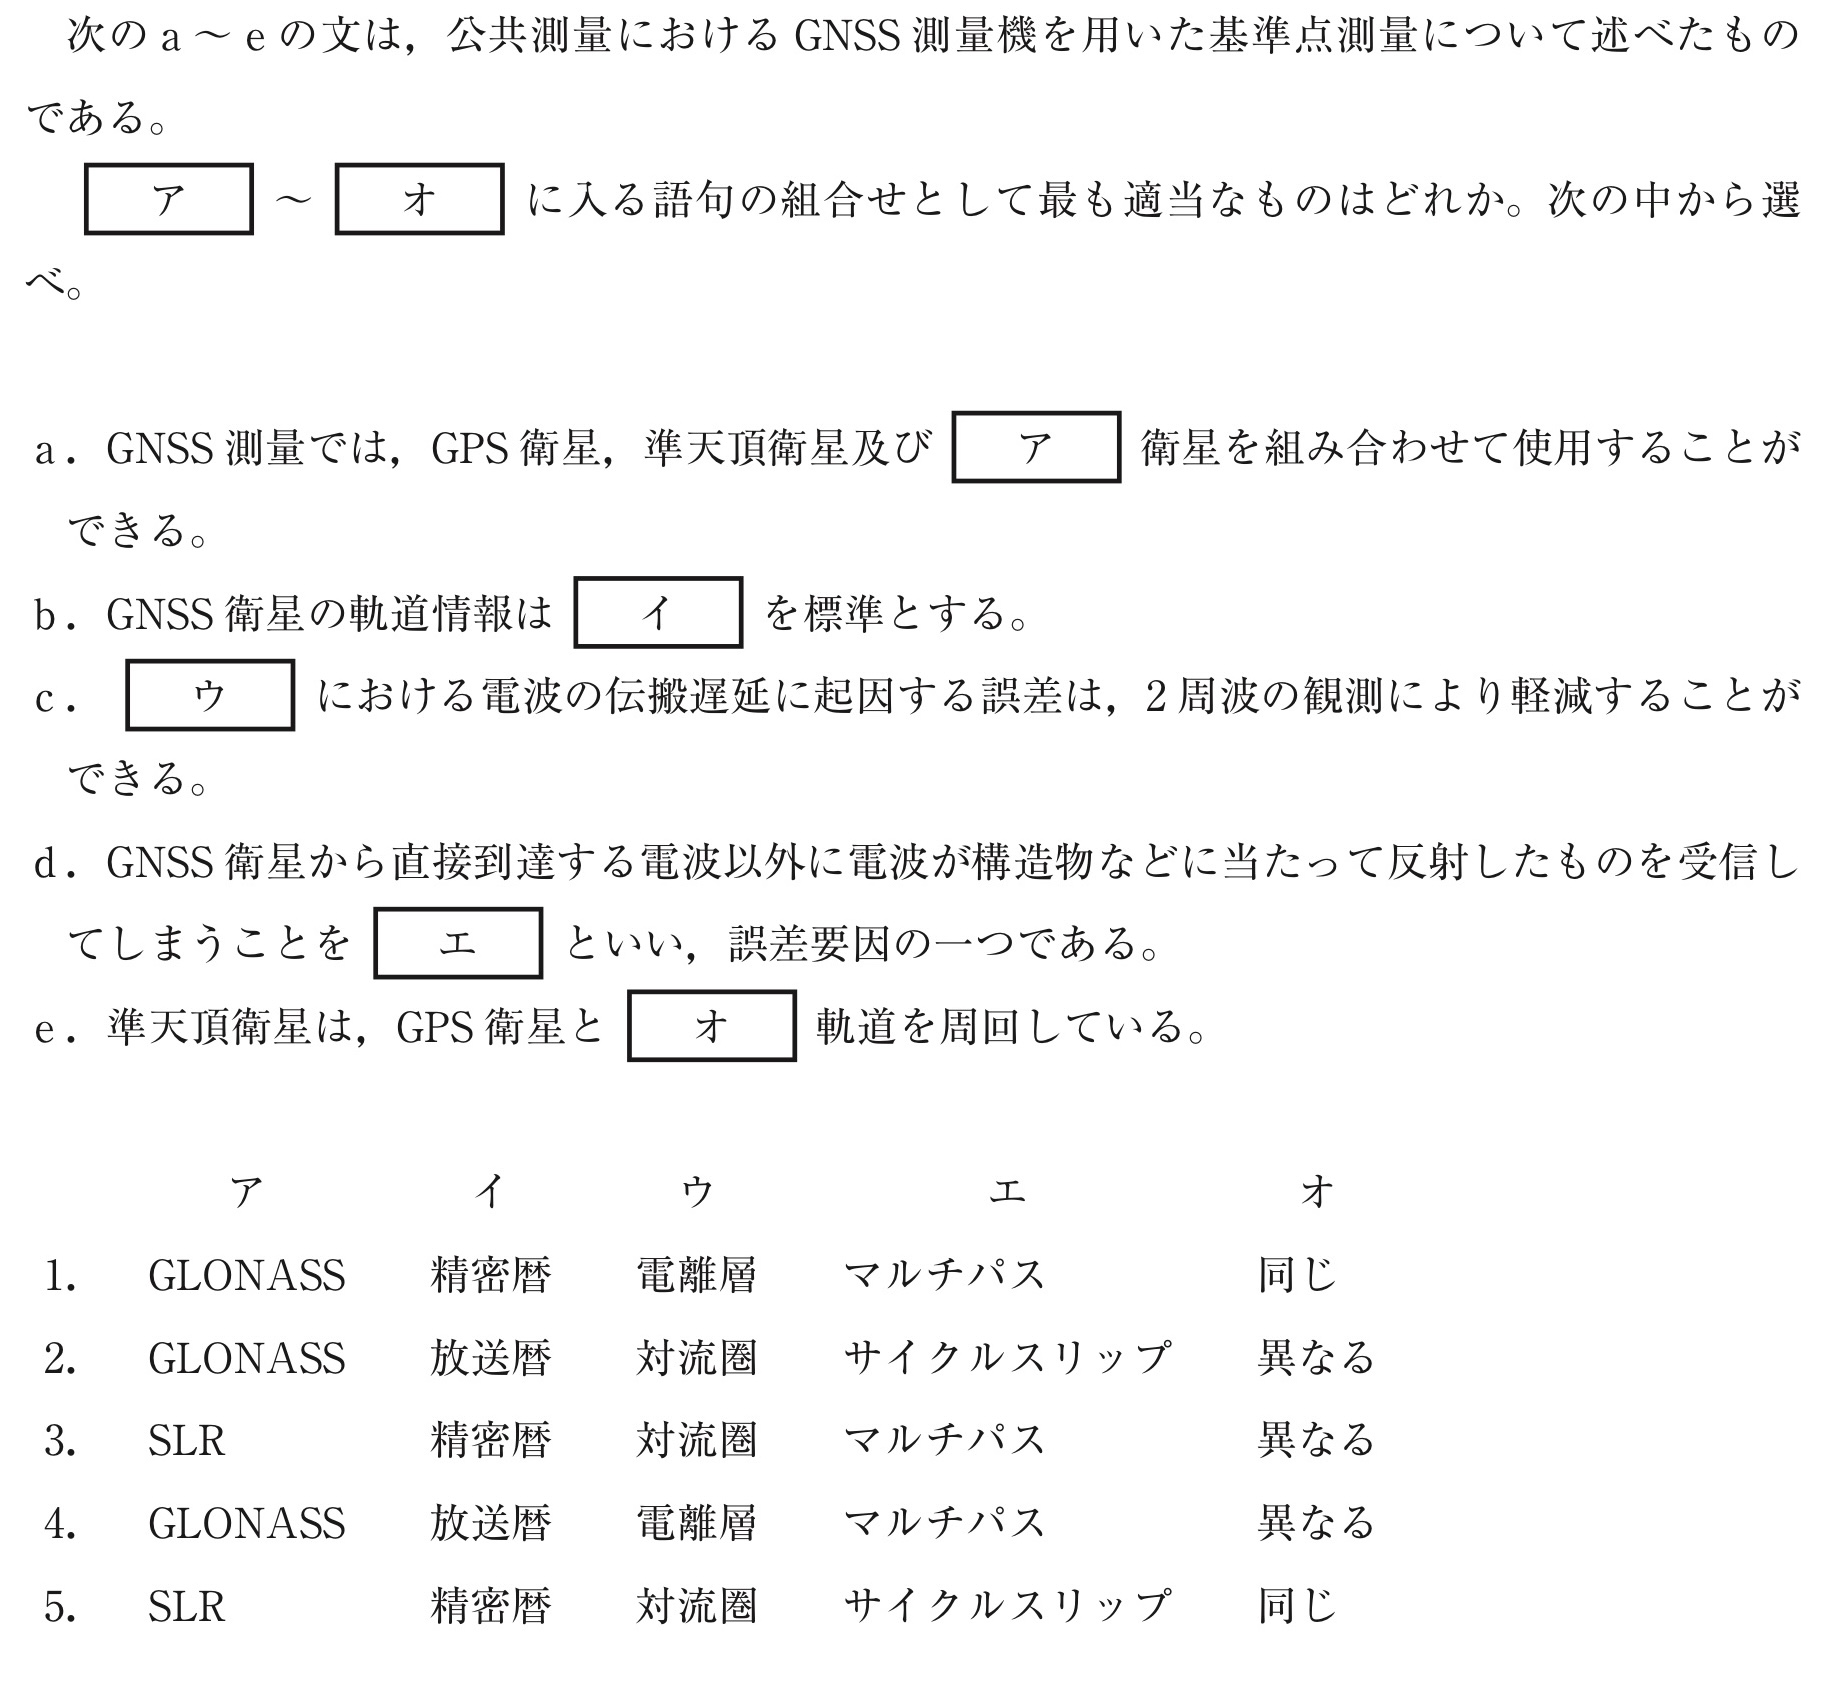 次の a ～ e の文は，公共測量における GNSS 測量機を用いた基準点測量について述べたもの
である。
ア ～ オ に入る語句の組合せとして最も適当なものはどれか。次の中から選
べ。
a．GNSS 測量では，GPS 衛星，準天頂衛星及び ア 衛星を組み合わせて使用することが
できる。
b．GNSS 衛星の軌道情報は イ を標準とする。
c． ウ における電波の伝搬遅延に起因する誤差は，2 周波の観測により軽減することが
できる。
d．GNSS 衛星から直接到達する電波以外に電波が構造物などに当たって反射したものを受信し
てしまうことを エ といい，誤差要因の一つである。
e．準天頂衛星は，GPS 衛星と オ 軌道を周回している。
ア イ ウ エ オ
1． GLONASS 精密暦 電離層 マルチパス 同じ
2． GLONASS 放送暦 対流圏 サイクルスリップ 異なる
3． SLR 精密暦 対流圏 マルチパス 異なる
4． GLONASS 放送暦 電離層 マルチパス 異なる
5． SLR 精密暦 対流圏 サイクルスリップ 同じ